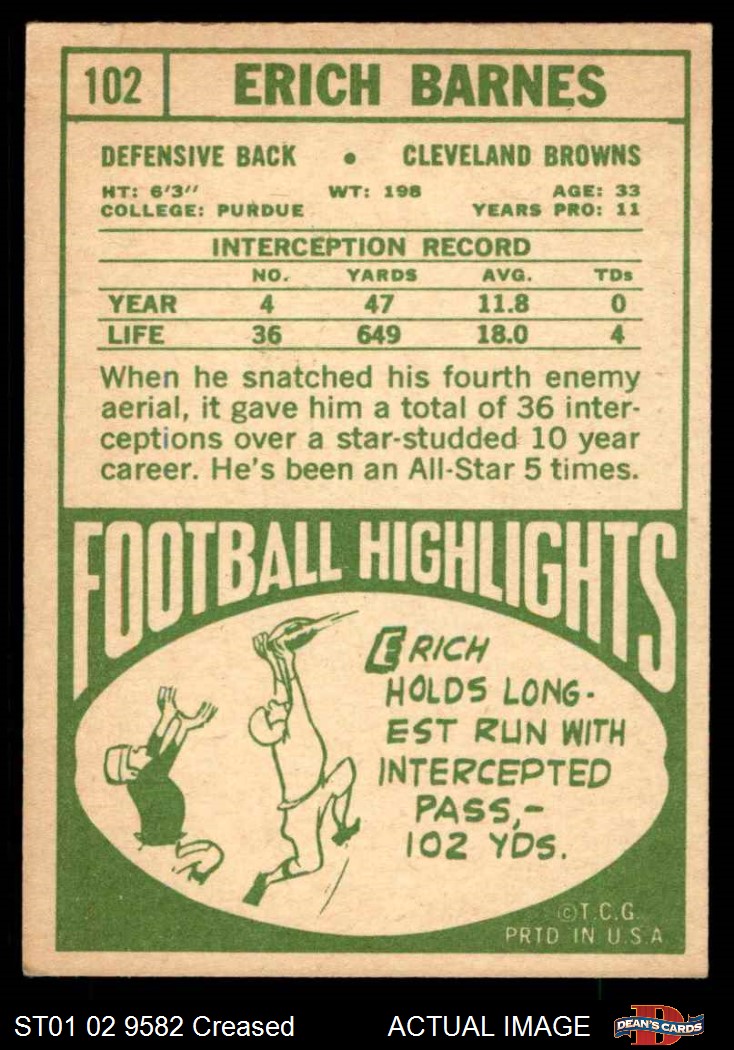 102 ERICH BARNES
DEFENSIVE BACK • CLEVELAND BROWNS
HT: 6'3" WT: 198 AGE: 33
COLLEGE: PURDUE YEARS PRO: 11
INTERCEPTION RECORD
NO. YARDS AVG. TDs
YEAR 4 47 11.8 0
LIFE 36 649 18.0 4
When he snatched his fourth enemy
aerial, it gave him a total of 36 inter-
ceptions over a star-studded 10 year
career. He's been an All-Star 5 times.
FOOTBALL HIGHLIGHTS
ERICH
HOLDS LONG-
EST RUN WITH
INTERCEPTED
PASS,-
102 YDS.
©T.C.G.
PRTD IN U.S.A
ST01 02 9582 Creased ACTUAL IMAGE D DEAN'S CARDS